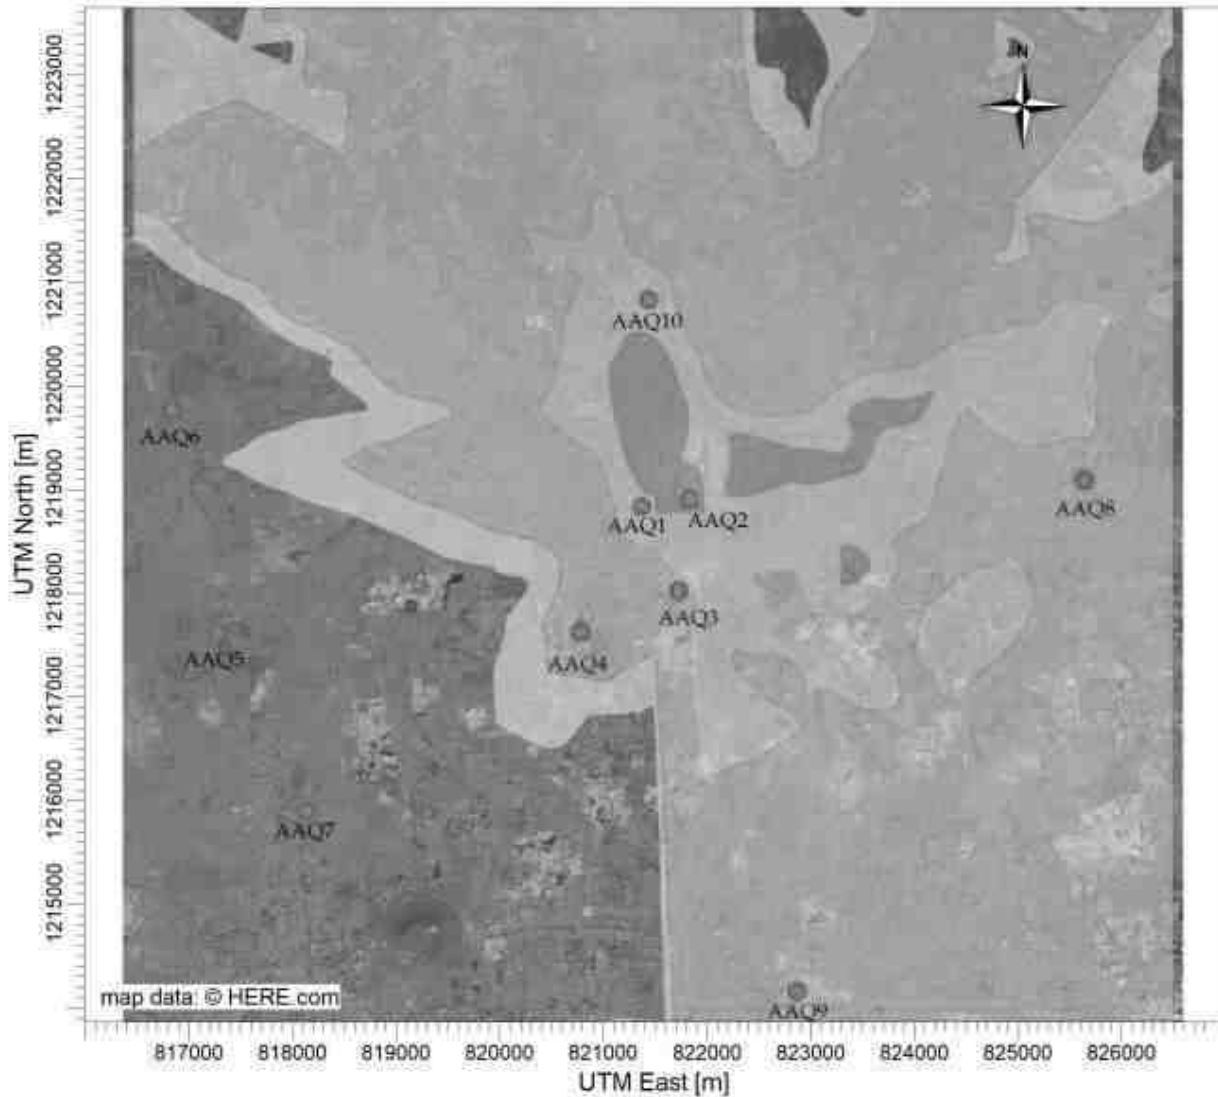 N
1223000
1222000
1221000
1220000
1219000
1218000
1217000
1216000
1215000
UTM North [m]
AAQ10
AAQ6
AAQ8
AAQ1
AAQ2
AAQ3
AAQ5
AAQ4
AAQ7
map data: © HERE.com
AAQ9
817000 818000 819000 820000 821000 822000 823000 824000 825000 826000
UTM East [m]